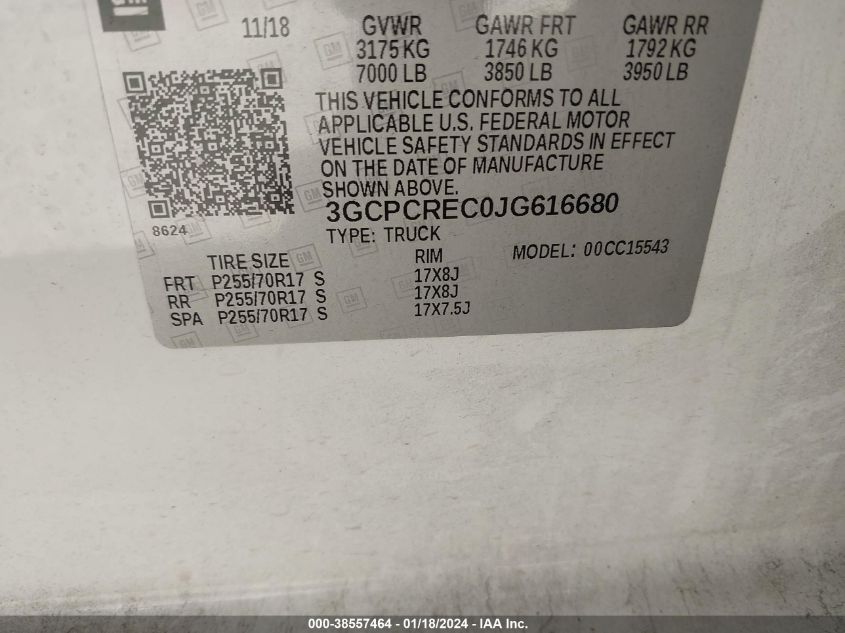 GM
11/18 GVWR GAWR FRT GAWR RR
3175 KG 1746 KG 1792 KG
7000 LB 3850 LB 3950 LB
THIS VEHICLE CONFORMS TO ALL
APPLICABLE U.S. FEDERAL MOTOR
VEHICLE SAFETY STANDARDS IN EFFECT
ON THE DATE OF MANUFACTURE
SHOWN ABOVE.
3GCPCREC0JG616680
8624
TYPE: TRUCK MODEL: 00CC15543
TIRE SIZE RIM
FRT P255/70R17 S 17X8J
RR P255/70R17 S 17X8J
SPA P255/70R17 S 17X7.5J
000-38557464 - 01/18/2024 - IAA Inc.